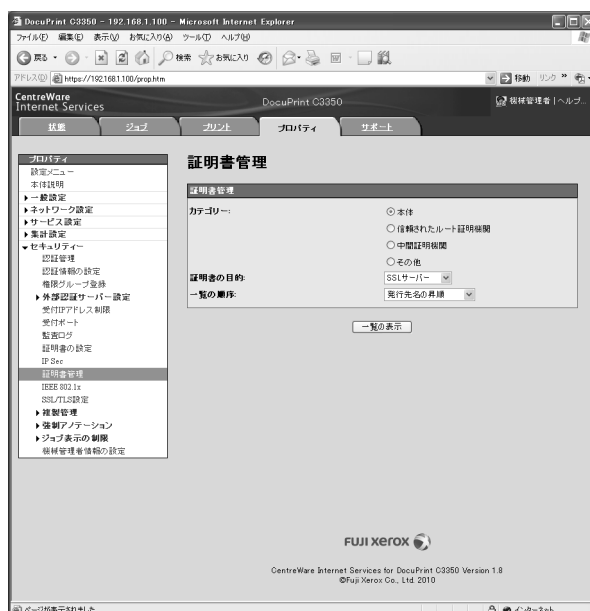 DocuPrint C3350 - 192.168.1.100 - Microsoft Internet Explorer
ファイル(F) 編集(E) 表示(V) お気に入り(A) ツール(T) ヘルプ(H)
戻る 検索 お気に入り
アドレス(D) https://192.168.1.100/prop.htm 移動 リンク »
CentreWare
Internet Services
DocuPrint C3350
機械管理者 | ヘルプ...
状態 ジョブ プリント プロパティ サポート
プロパティ
設定メニュー
本体説明
一般設定
ネットワーク設定
サービス設定
集計設定
セキュリティー
認証管理
認証情報の設定
権限グループ登録
外部認証サーバー設定
受付IPアドレス制限
受付ポート
監査ログ
証明書の設定
IP Sec
証明書管理
IEEE 802.1x
SSL/TLS設定
複製管理
強制アノテーション
ジョブ表示の制限
機械管理者情報の設定
証明書管理
証明書管理
カテゴリー:
本体
信頼されたルート証明機関
中間証明機関
その他
証明書の目的: SSLサーバー
一覧の順序: 発行先名の昇順
一覧の表示
FUJI XEROX
CentreWare Internet Services for DocuPrint C3350 Version 1.8
©Fuji Xerox Co., Ltd. 2010
ページが表示されました インターネット